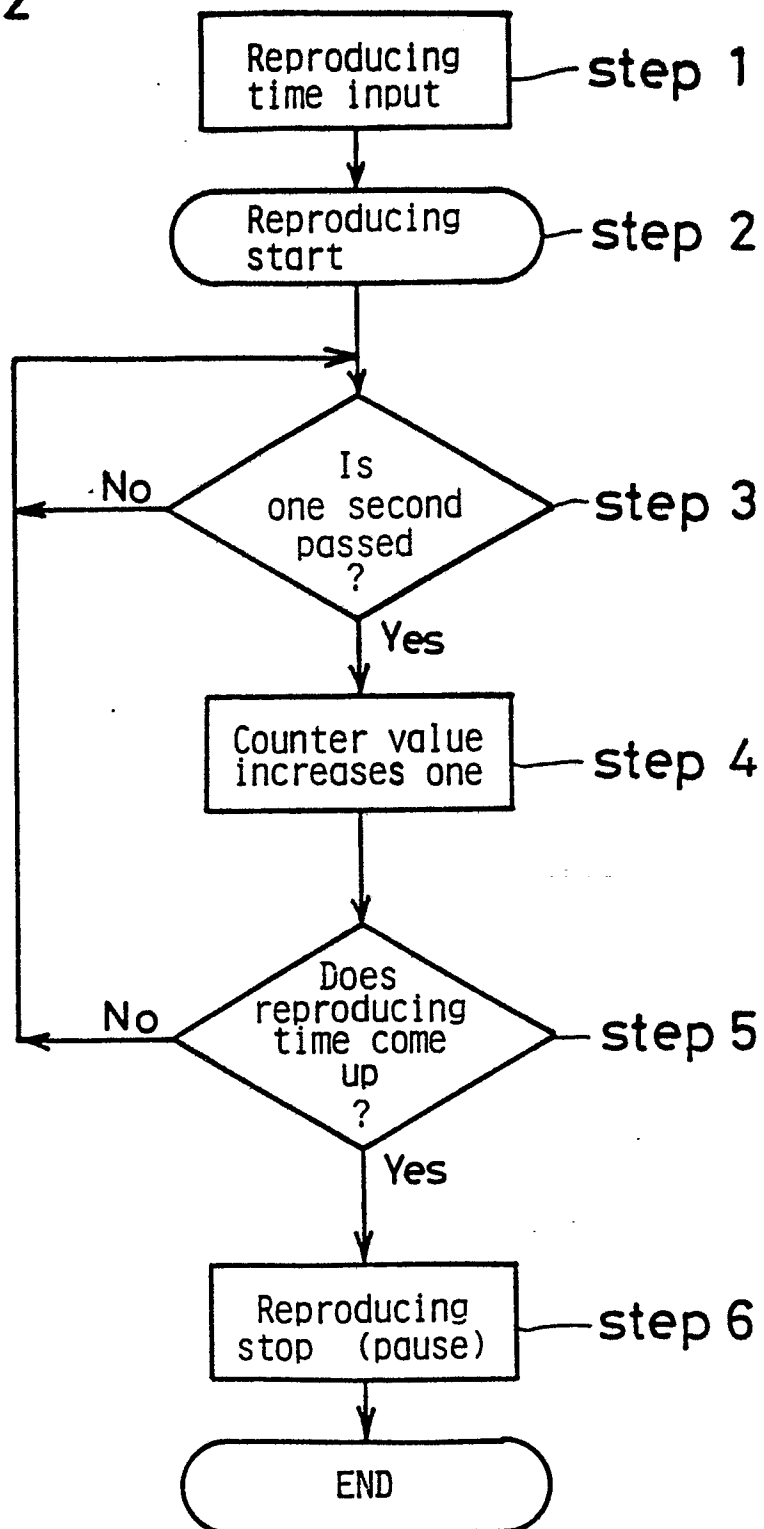 2
Reproducing
time input
step 1
Reproducing
start
step 2
Is
one second
passed
?
step 3
No
Yes
Counter value
increases one
step 4
Does
reproducing
time come
up
?
step 5
No
Yes
Reproducing
stop (pause)
step 6
END